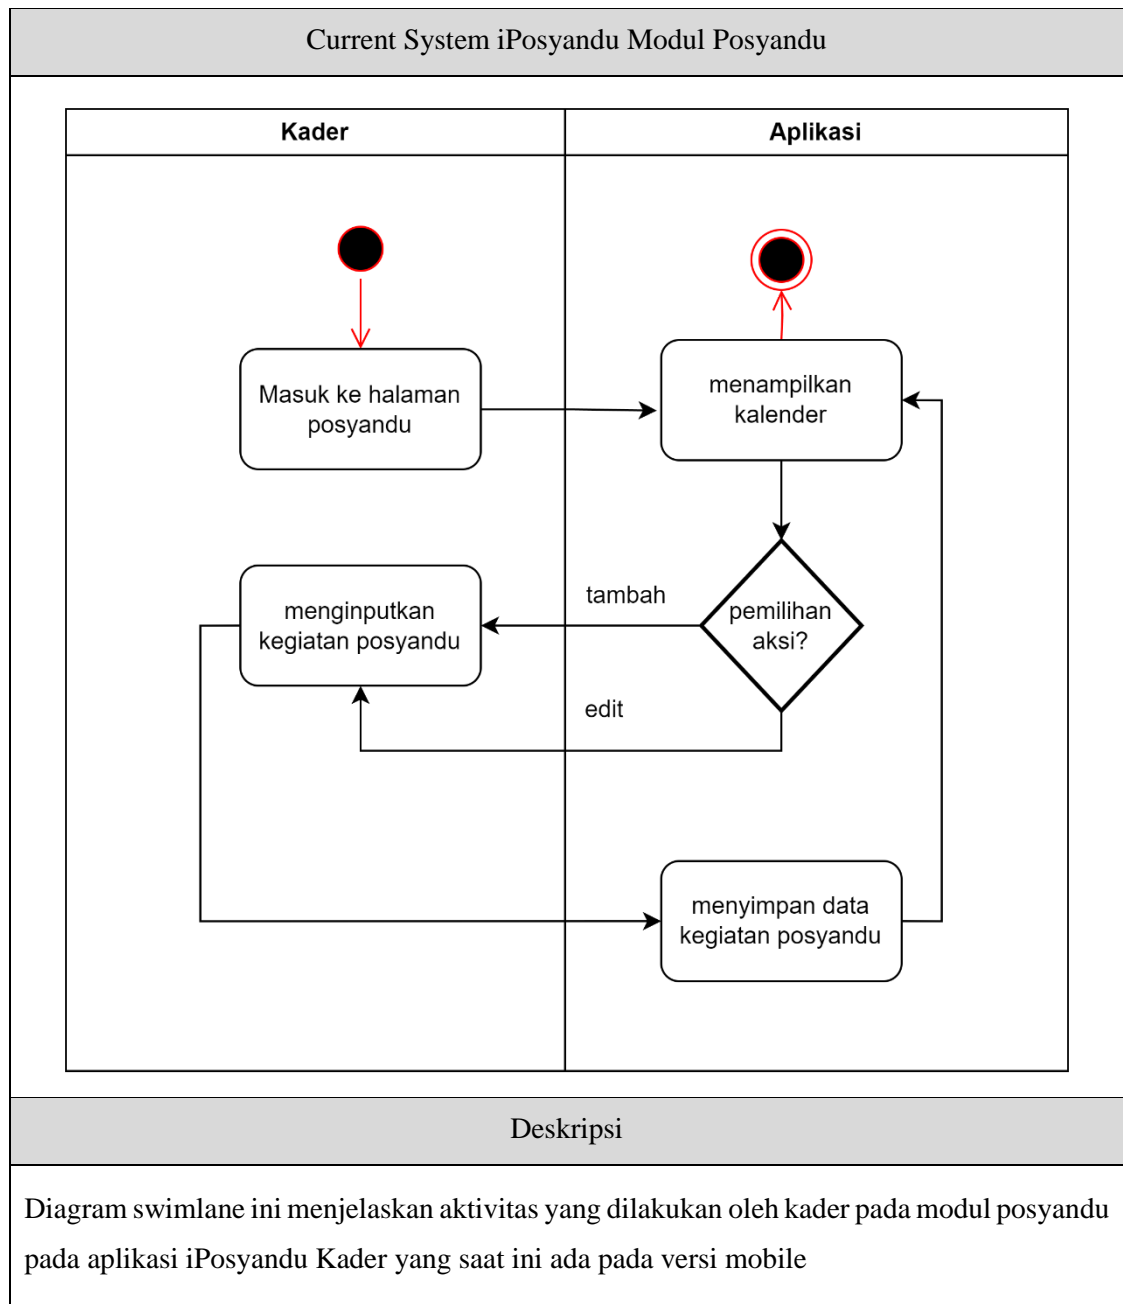 Current System iPosyandu Modul Posyandu
Kader
Aplikasi
Masuk ke halaman
posyandu
menampilkan
kalender
menginputkan
kegiatan posyandu
tambah
pemilihan
aksi?
edit
menyimpan data
kegiatan posyandu
Deskripsi
Diagram swimlane ini menjelaskan aktivitas yang dilakukan oleh kader pada modul posyandu
pada aplikasi iPosyandu Kader yang saat ini ada pada versi mobile